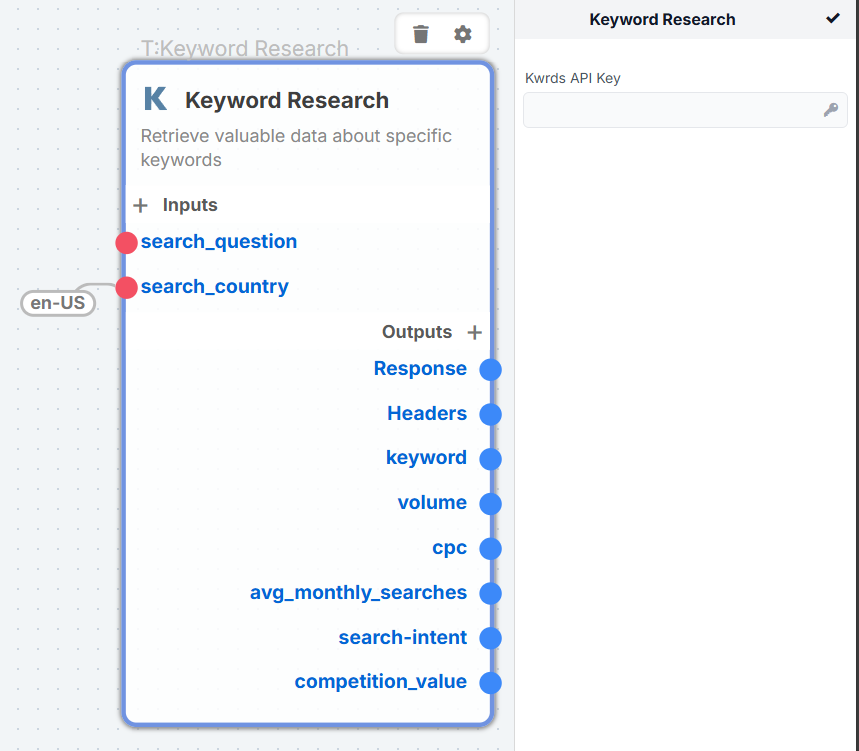 T:Keyword Research
Keyword Research
Retrieve valuable data about specific
keywords
+ Inputs
search_question
search_country
en-US
Outputs +
Response
Headers
keyword
volume
cpc
avg_monthly_searches
search-intent
competition_value
Keyword Research
Kwrds API Key